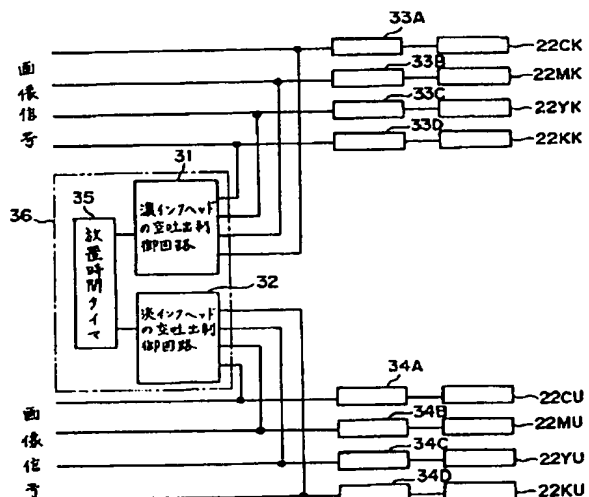 33A
22CK
33B
22MK
33C
22YK
33D
22KK
画像信号
31
濃インクヘッド
の空吐出制
御回路
35
36
放置時間タイマ
32
淡インクヘッド
の空吐出制
御回路
34A
22CU
34B
22MU
34C
22YU
34D
22KU
画像信号